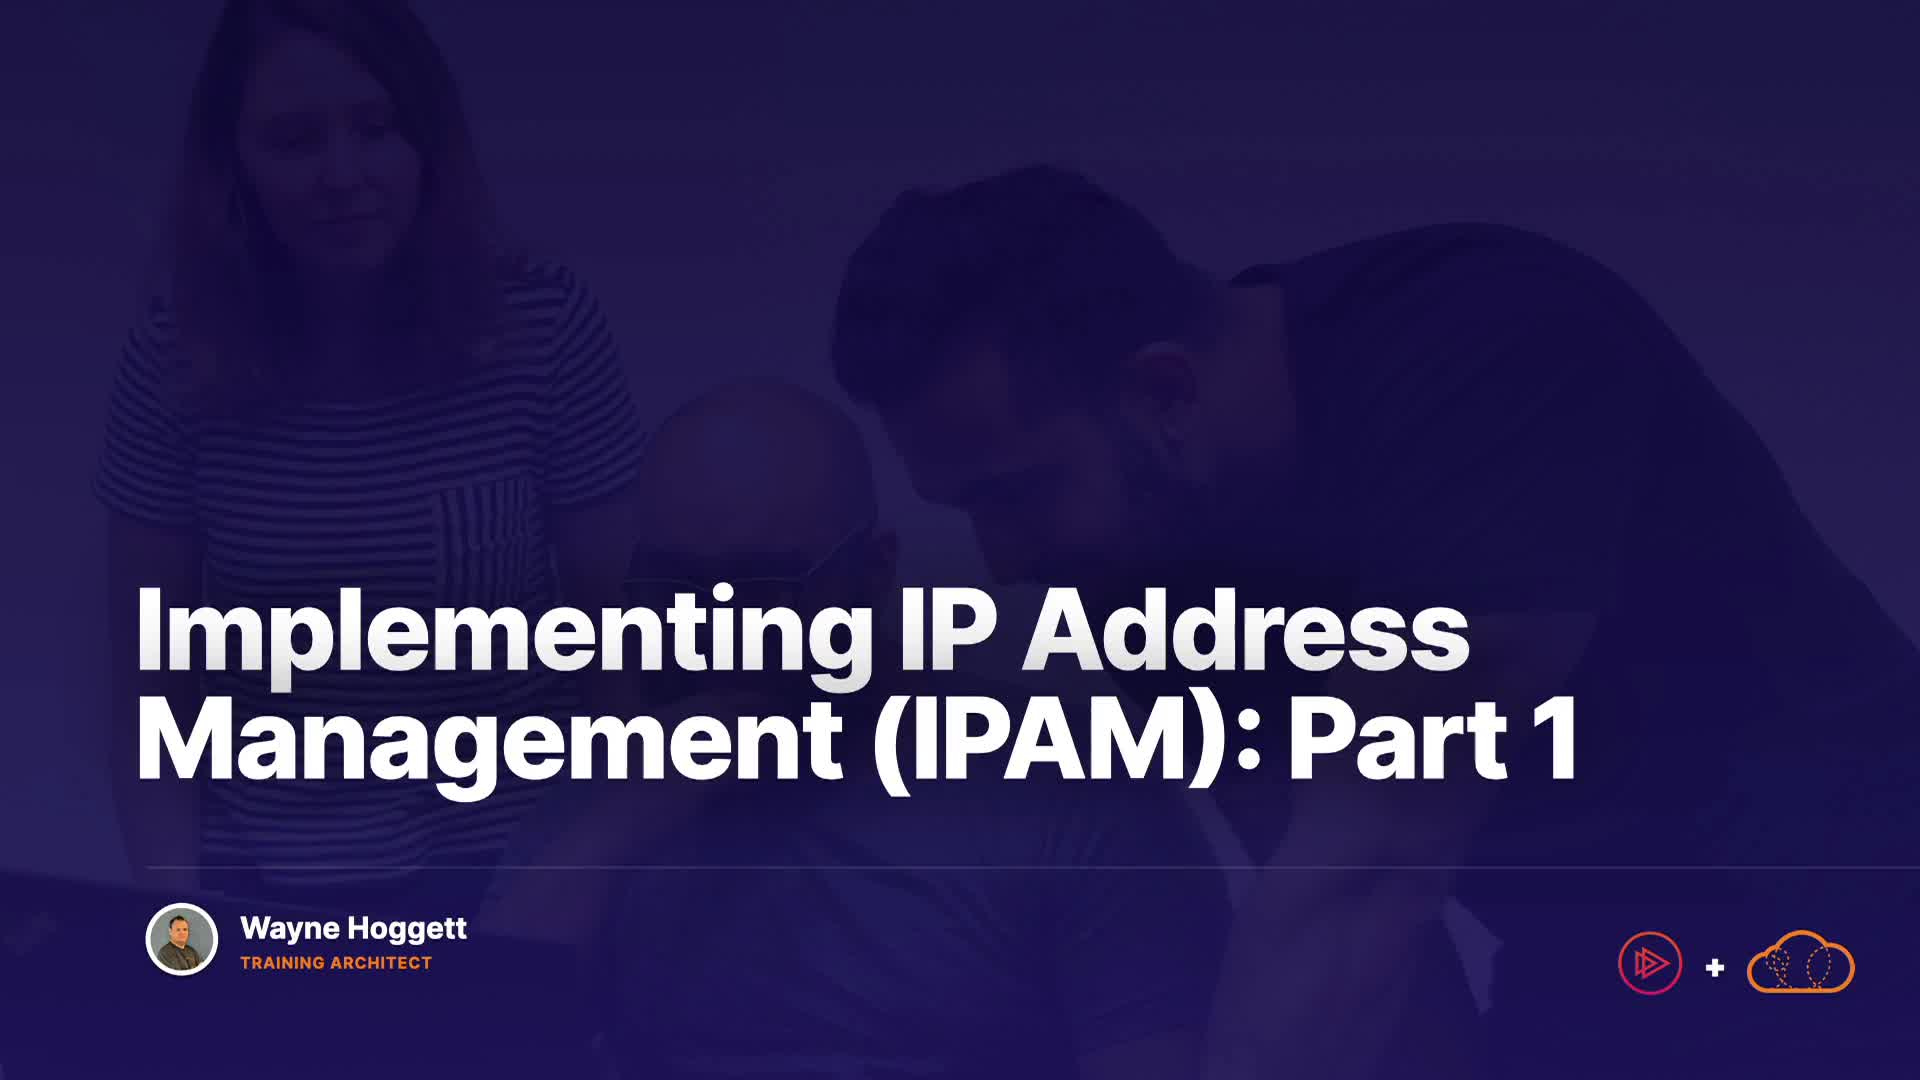 Implementing IP Address
Management (IPAM): Part 1
Wayne Hoggett
TRAINING ARCHITECT